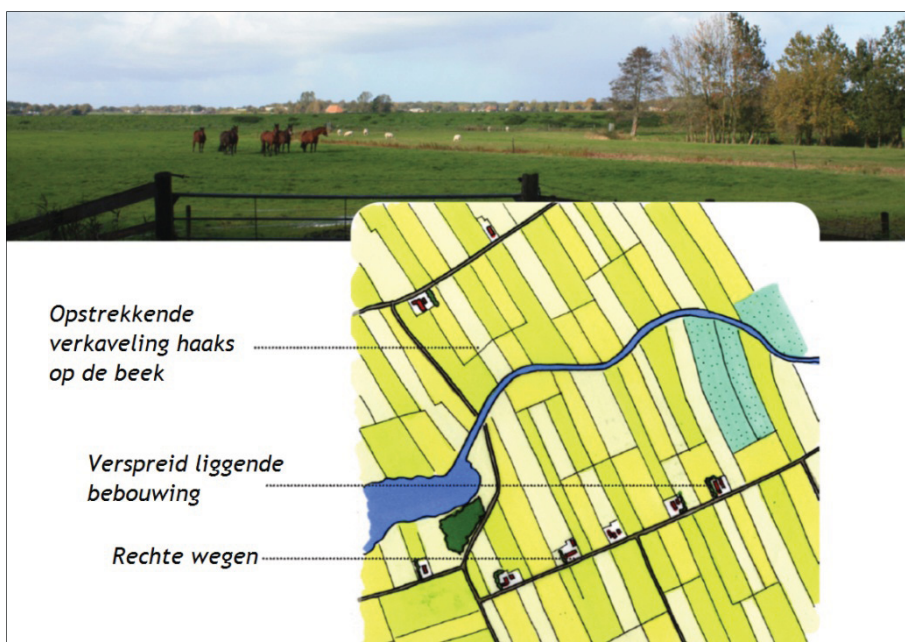 Opstrekkende
verkaveling haaks
op de beek
Verspreid liggende
bebouwing
Rechte wegen